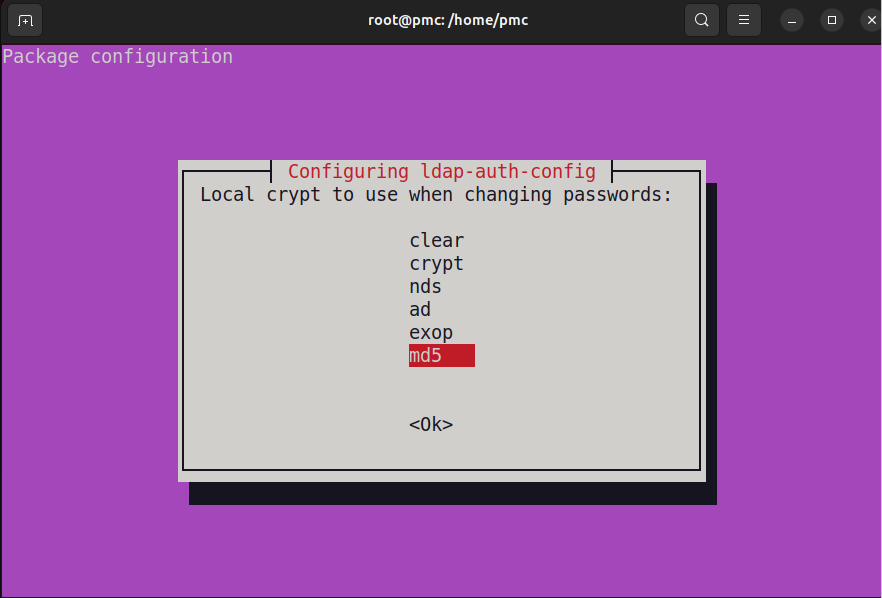 root@pmc: /home/pmc
Package configuration
Configuring ldap-auth-config
Local crypt to use when changing passwords:
clear
crypt
nds
ad
exop
md5
<Ok>